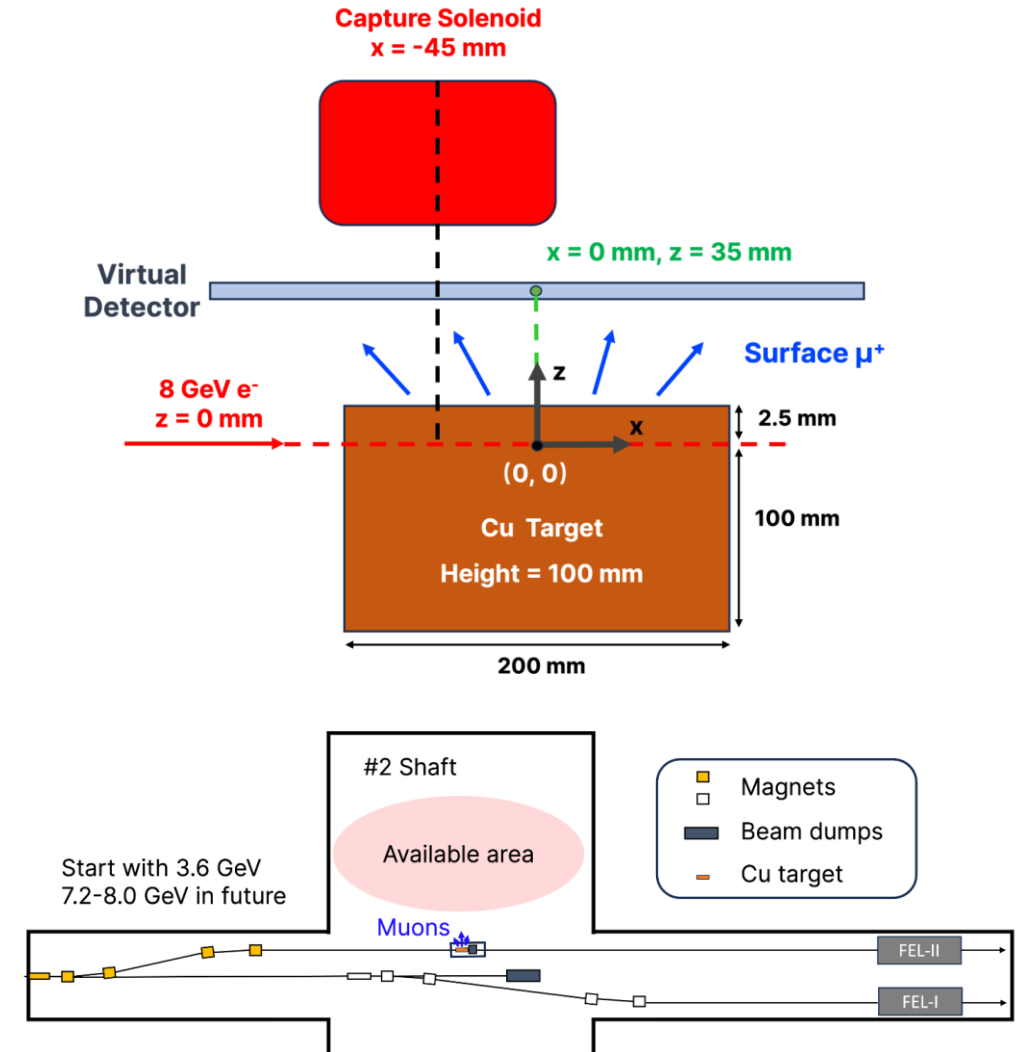 Capture Solenoid
x = -45 mm
x = 0 mm, z = 35 mm
Virtual
Detector
Surface μ⁺
8 GeV e⁻
z = 0 mm
z
2.5 mm
x
(0, 0)
Cu Target
100 mm
Height = 100 mm
200 mm
#2 Shaft
Magnets
Available area
Beam dumps
Start with 3.6 GeV
7.2-8.0 GeV in future
Cu target
Muons
FEL-II
FEL-I